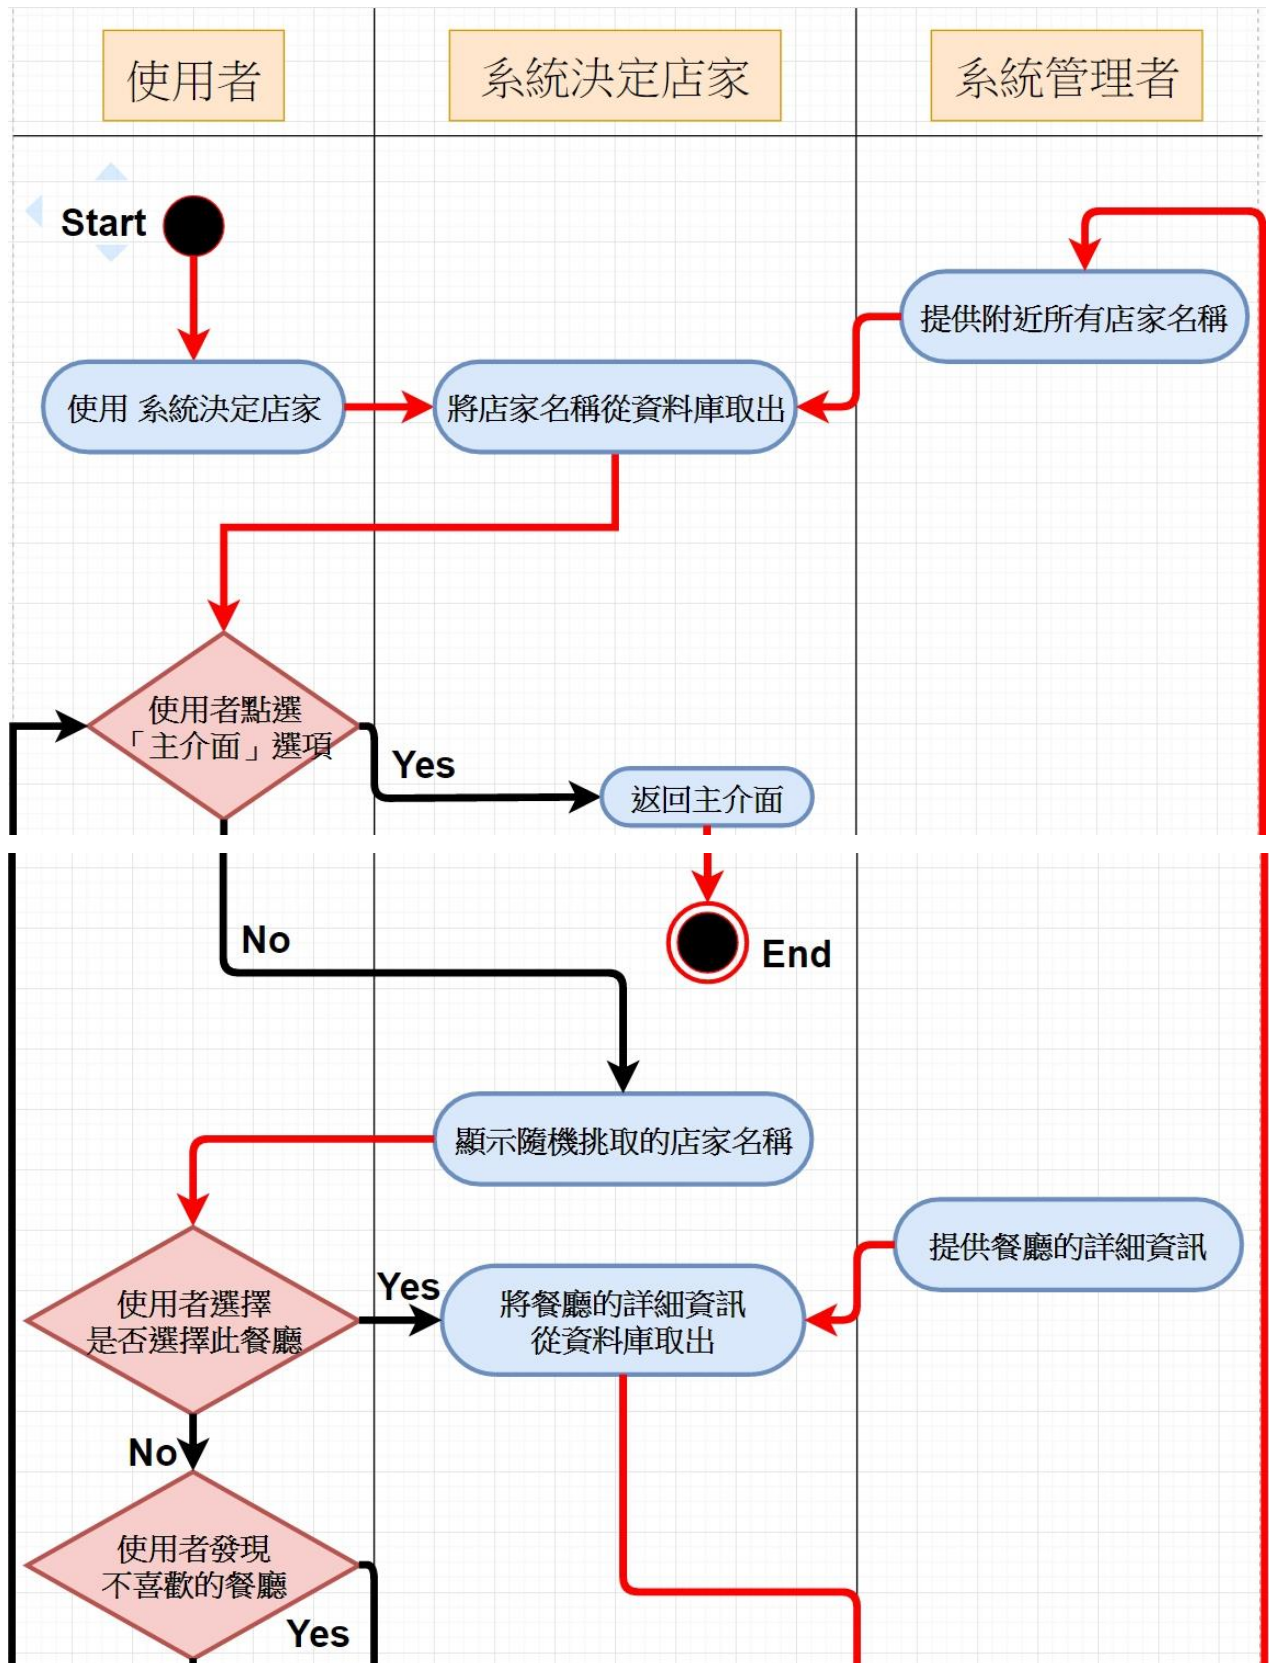 使用者
系統決定店家
系統管理者
Start
提供附近所有店家名稱
使用 系統決定店家
將店家名稱從資料庫取出
使用者點選
「主介面」選項
Yes
返回主介面
No
End
顯示隨機挑取的店家名稱
提供餐廳的詳細資訊
使用者選擇
是否選擇此餐廳
Yes
將餐廳的詳細資訊
從資料庫取出
No
使用者發現
不喜歡的餐廳
Yes